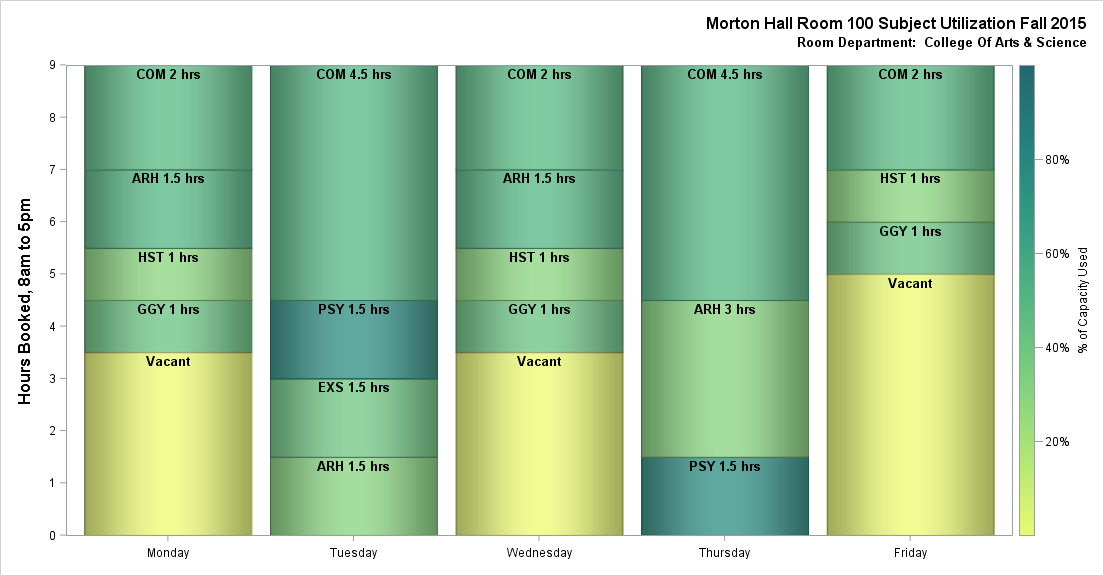 Morton Hall Room 100 Subject Utilization Fall 2015
Room Department:  College Of Arts & Science
Hours Booked, 8am to 5pm
9
8
7
6
5
4
3
2
1
0
COM 2 hrs
ARH 1.5 hrs
HST 1 hrs
GGY 1 hrs
Vacant
COM 4.5 hrs
PSY 1.5 hrs
EXS 1.5 hrs
ARH 1.5 hrs
COM 2 hrs
ARH 1.5 hrs
HST 1 hrs
GGY 1 hrs
Vacant
COM 4.5 hrs
ARH 3 hrs
PSY 1.5 hrs
COM 2 hrs
HST 1 hrs
GGY 1 hrs
Vacant
Monday
Tuesday
Wednesday
Thursday
Friday
80%
60%
40%
20%
% of Capacity Used